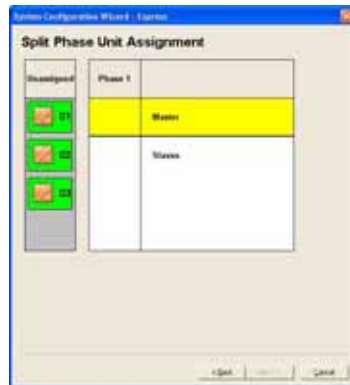 System Configuration Wizard - Express
Split Phase Unit Assignment
Unassigned Phase 1
01 Master
02 Slaves
03
< Back Cancel